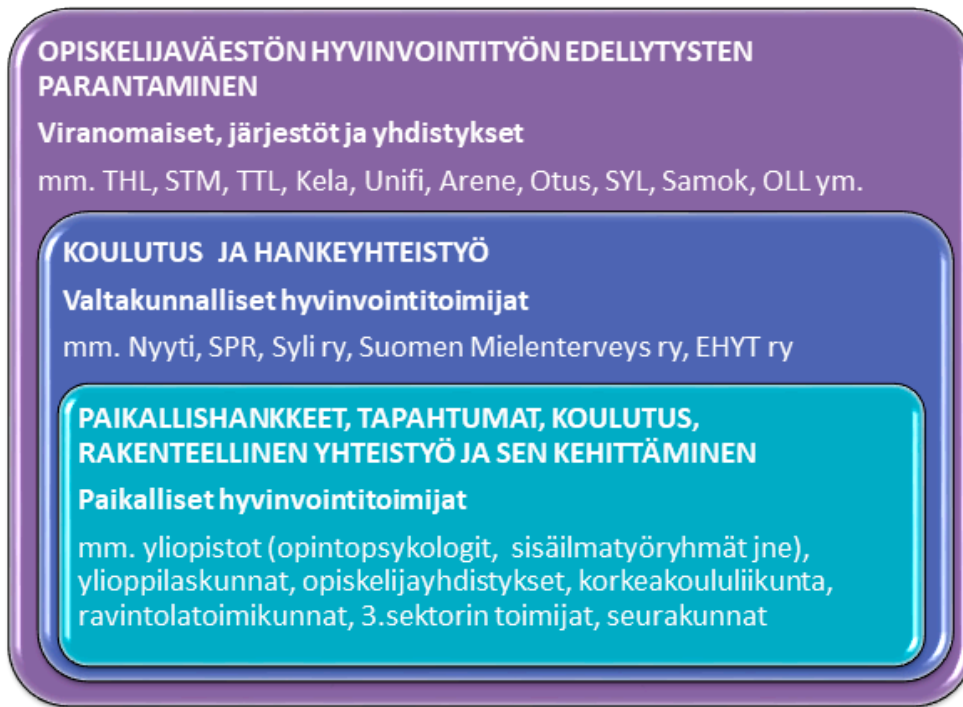 OPISKELIJAVÄESTÖN HYVINVOINTITYÖN EDELLYTYSTEN
PARANTAMINEN
Viranomaiset, järjestöt ja yhdistykset
mm. THL, STM, TTL, Kela, Unifi, Arene, Otus, SYL, Samok, OLL ym.
KOULUTUS JA HANKEYHTEISTYÖ
Valtakunnalliset hyvinvointitoimijat
mm. Nyyti, SPR, Syli ry, Suomen Mielenterveys ry, EHYT ry
PAIKALLISHANKKEET, TAPAHTUMAT, KOULUTUS,
RAKENTEELLINEN YHTEISTYÖ JA SEN KEHITTÄMINEN
Paikalliset hyvinvointitoimijat
mm. yliopistot (opintopsykologit, sisäilmatyöryhmät jne),
ylioppilaskunnat, opiskelijayhdistykset, korkeakoululiikunta,
ravintolatoimikunnat, 3.sektorin toimijat, seurakunnat